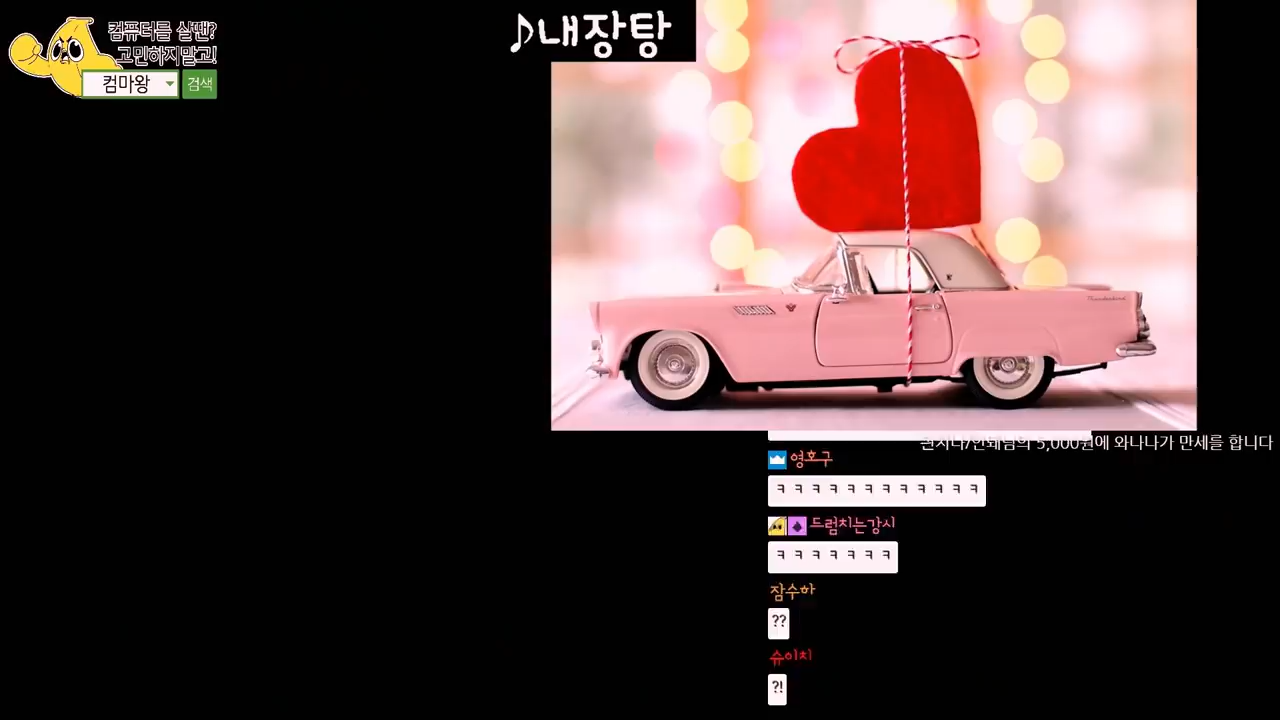 컴퓨터를 살땐?
고민하지말고!
컴마왕
검색
♪내장탕
5,000원에 와나나가 만세를 합니다
영호구
ㅋㅋㅋㅋㅋㅋㅋㅋㅋㅋㅋㅋ
드럼치는강시
ㅋㅋㅋㅋㅋㅋㅋ
잠수하
??
슈이치
?!
Thunderbird